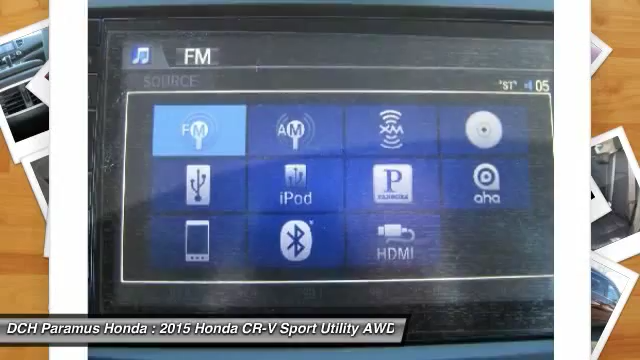 FM
SOURCE
"ST" 05
FM AM XM
iPod P PANDORA aha
HDMI
DCH Paramus Honda : 2015 Honda CR-V Sport Utility AWD